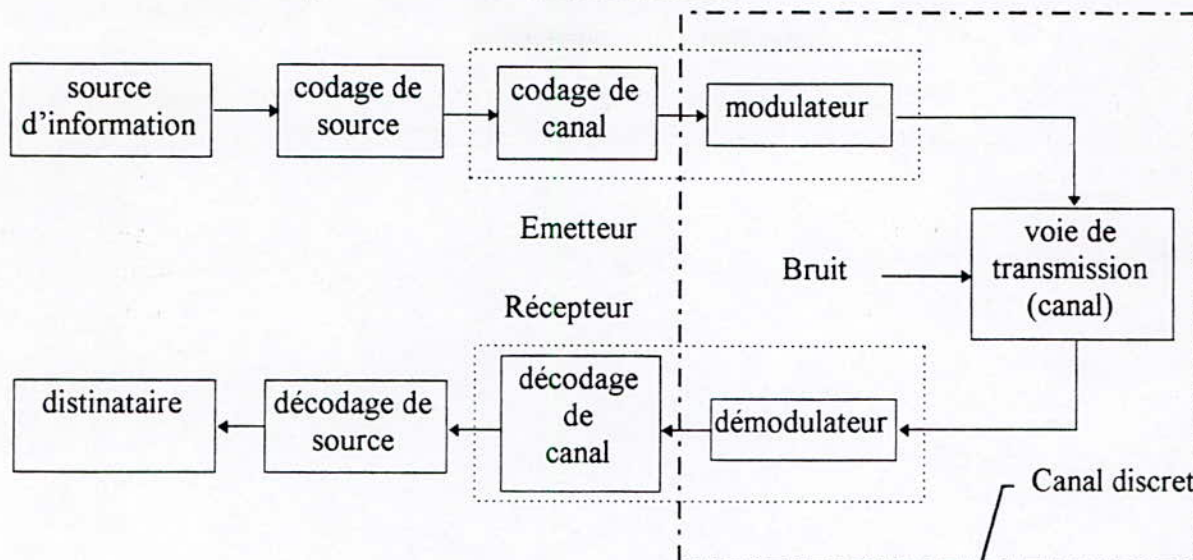 source
d'information
codage de
source
codage de
canal
modulateur
Emetteur
Bruit
voie de
transmission
(canal)
Récepteur
distinataire
décodage de
source
décodage
de
canal
démodulateur
Canal discret